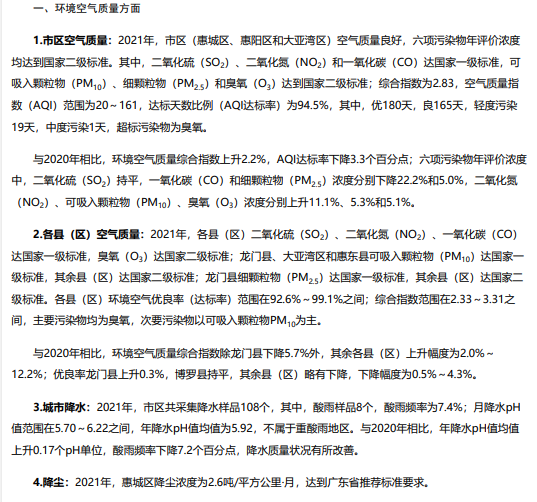 一、环境空气质量方面
1.市区空气质量：2021年，市区（惠城区、惠阳区和大亚湾区）空气质量良好，六项污染物年评价浓度
均达到国家二级标准。其中，二氧化硫（SO₂）、二氧化氮（NO₂）和一氧化碳（CO）达国家一级标准，可
吸入颗粒物（PM₁₀）、细颗粒物（PM₂.₅）和臭氧（O₃）达到国家二级标准；综合指数为2.83，空气质量指
数（AQI）范围为20～161，达标天数比例（AQI达标率）为94.5%，其中，优180天，良165天，轻度污染
19天，中度污染1天，超标污染物为臭氧。
与2020年相比，环境空气质量综合指数上升2.2%，AQI达标率下降3.3个百分点；六项污染物年评价浓度
中，二氧化硫（SO₂）持平，一氧化碳（CO）和细颗粒物（PM₂.₅）浓度分别下降22.2%和5.0%，二氧化氮
（NO₂）、可吸入颗粒物（PM₁₀）、臭氧（O₃）浓度分别上升11.1%、5.3%和5.1%。
2.各县（区）空气质量：2021年，各县（区）二氧化硫（SO₂）、二氧化氮（NO₂）、一氧化碳（CO）
达国家一级标准，臭氧（O₃）达国家二级标准；龙门县、大亚湾区和惠东县可吸入颗粒物（PM₁₀）达国家一
级标准，其余县（区）达国家二级标准；龙门县细颗粒物（PM₂.₅）达国家一级标准，其余县（区）达国家二
级标准。各县（区）环境空气优良率（达标率）范围在92.6%～99.1%之间；综合指数范围在2.33～3.31之
间，主要污染物均为臭氧，次要污染物以可吸入颗粒物PM₁₀为主。
与2020年相比，环境空气质量综合指数除龙门县下降5.7%外，其余各县（区）上升幅度为2.0%～
12.2%；优良率龙门县上升0.3%，博罗县持平，其余县（区）略有下降，下降幅度为0.5%～4.3%。
3.城市降水：2021年，市区共采集降水样品108个，其中，酸雨样品8个，酸雨频率为7.4%；月降水pH
值范围在5.70～6.22之间，年降水pH值均值为5.92，不属于重酸雨地区。与2020年相比，年降水pH值均值
上升0.17个pH单位，酸雨频率下降7.2个百分点，降水质量状况有所改善。
4.降尘：2021年，惠城区降尘浓度为2.6吨/平方公里·月，达到广东省推荐标准要求。